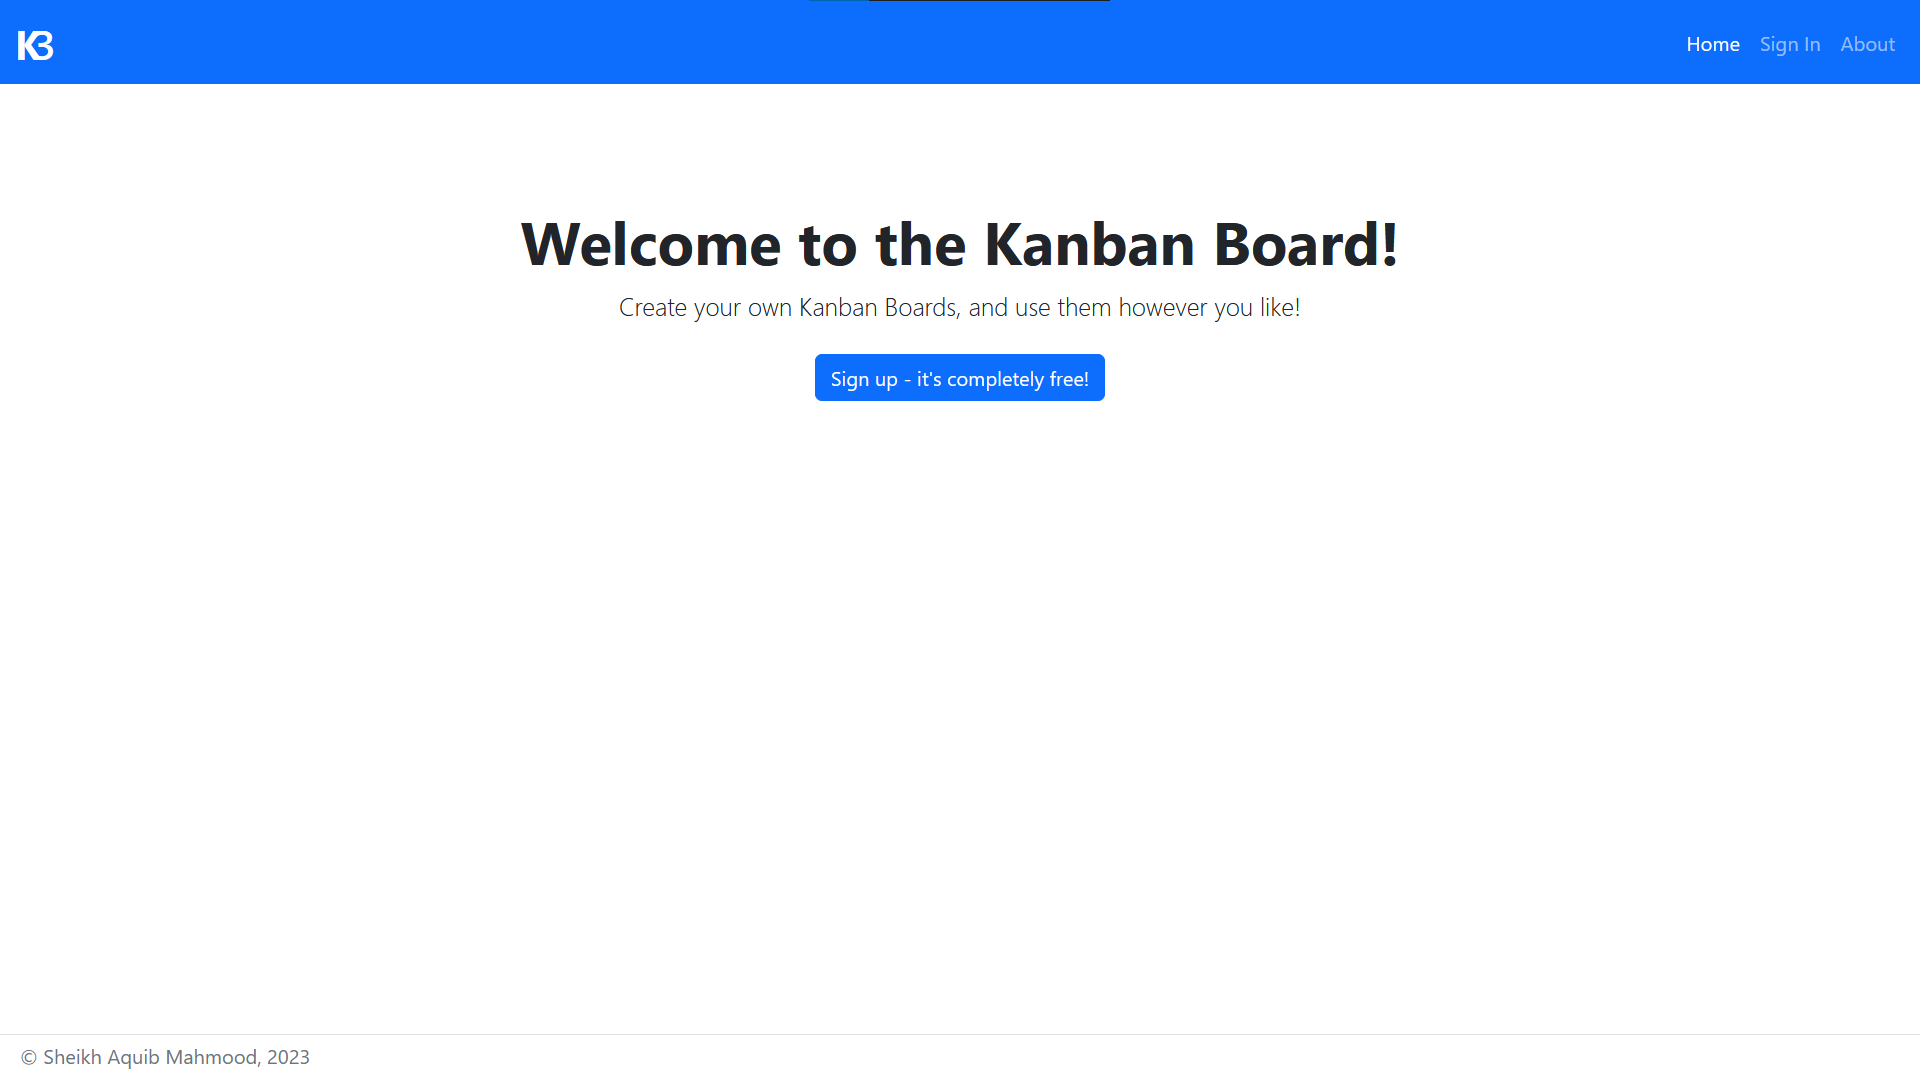 KB
Home Sign In About
Welcome to the Kanban Board!
Create your own Kanban Boards, and use them however you like!
Sign up - it's completely free!
© Sheikh Aquib Mahmood, 2023